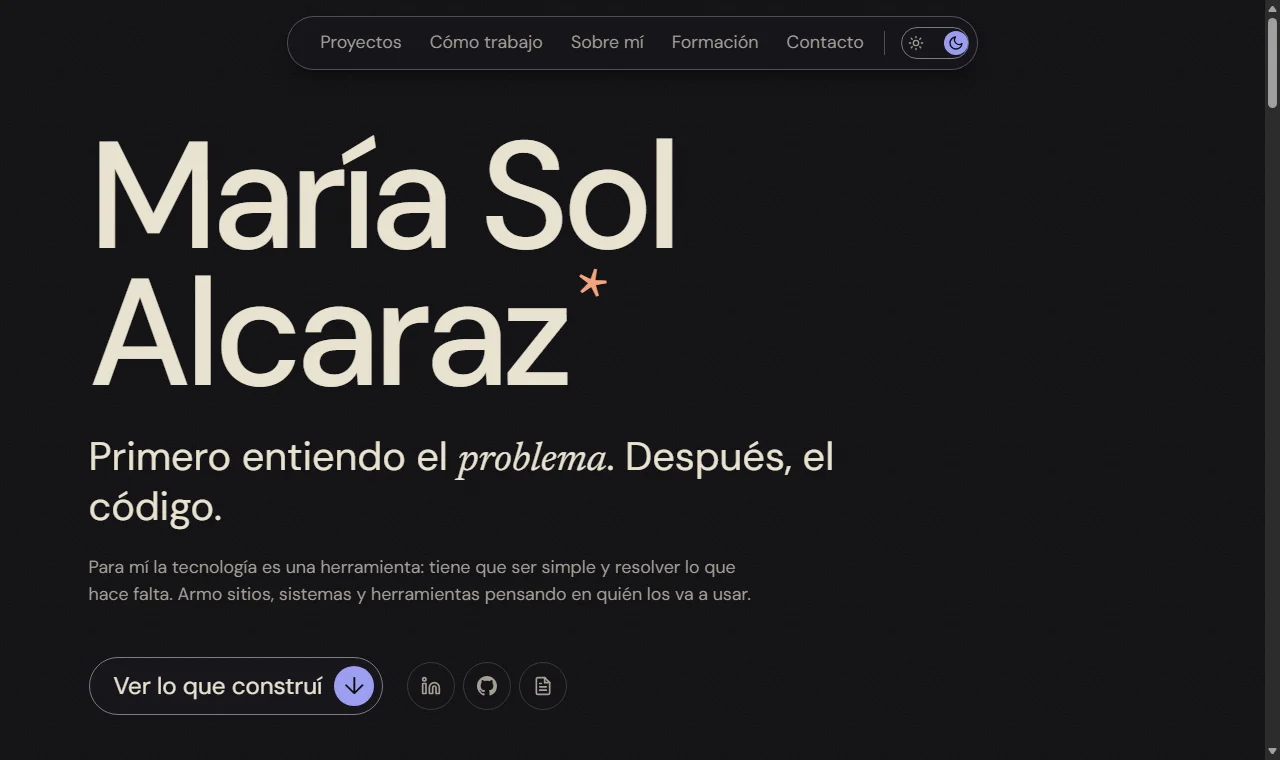 Proyectos Cómo trabajo Sobre mí Formación Contacto
María Sol
Alcaraz*
Primero entiendo el problema. Después, el
código.
Para mí la tecnología es una herramienta: tiene que ser simple y resolver lo que
hace falta. Armo sitios, sistemas y herramientas pensando en quién los va a usar.
Ver lo que construí
in